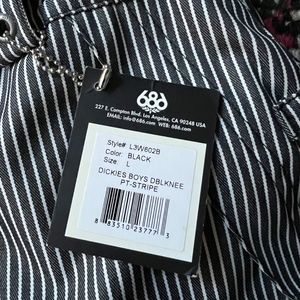 686
227 E. Compton Blvd. Los Angeles, CA 90248 USA
EMAIL: info@686.com WEB: 686.com
Style#: L3W602B
Color: BLACK
Size: L
DICKIES BOYS DBLKNEE
PT-STRIPE
8 83510 23777 3